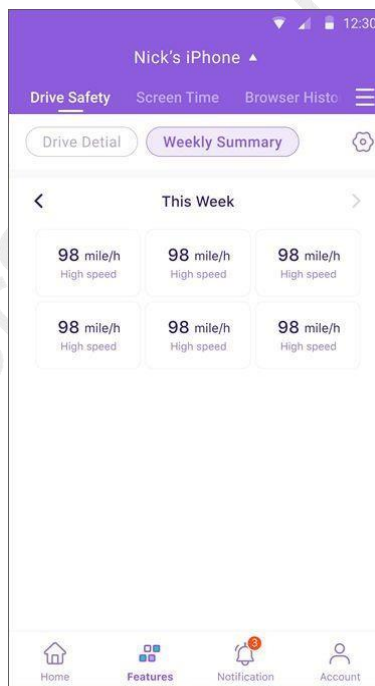 12:30
Nick's iPhone ▲
Drive Safety Screen Time Browser Histo
Drive Detial Weekly Summary
This Week
98 mile/h 98 mile/h 98 mile/h
High speed High speed High speed
98 mile/h 98 mile/h 98 mile/h
High speed High speed High speed
3
Home Features Notification Account